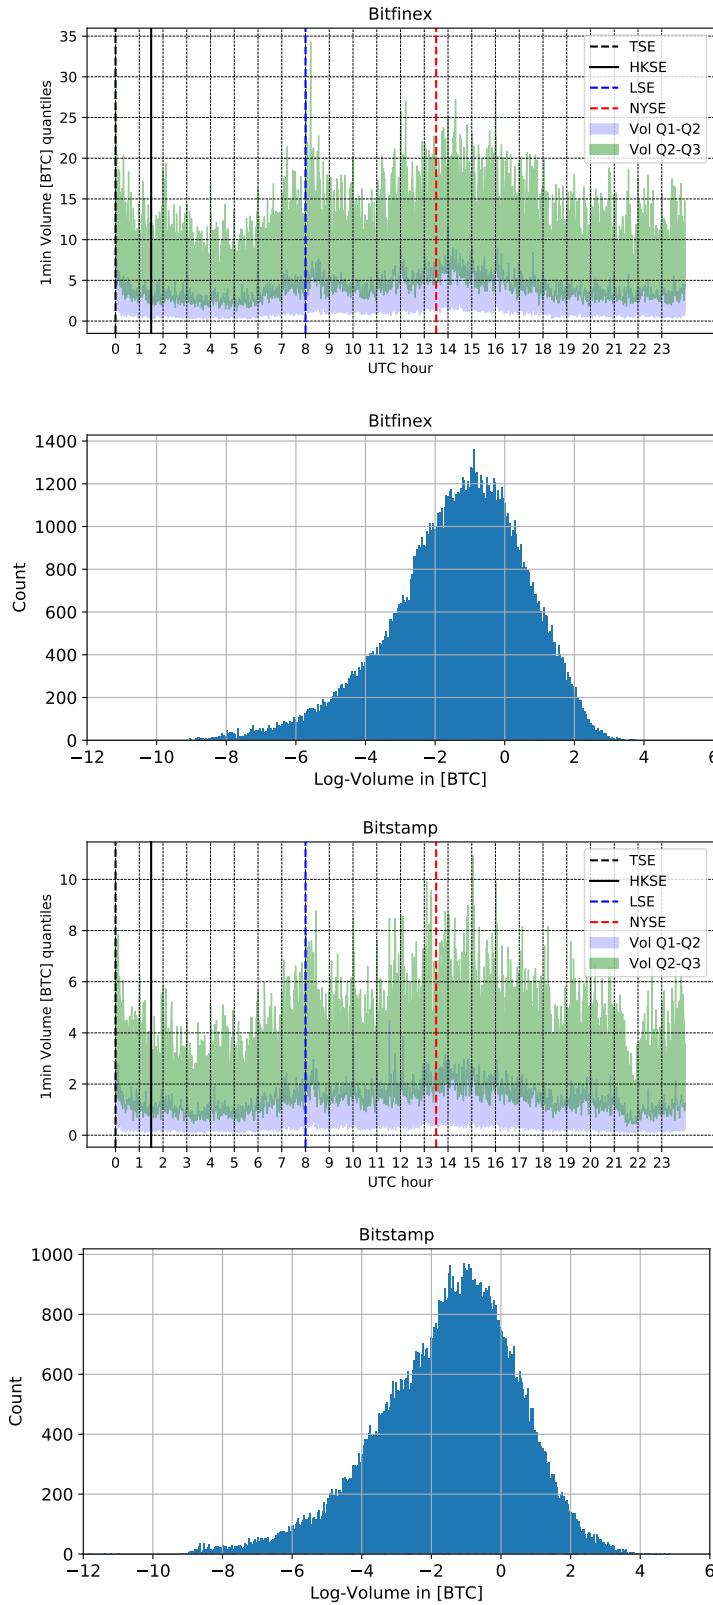 Bitfinex
35
30
25
20
15
10
5
0
1min Volume [BTC] quantiles
TSE
HKSE
LSE
NYSE
Vol Q1-Q2
Vol Q2-Q3
0 1 2 3 4 5 6 7 8 9 10 11 12 13 14 15 16 17 18 19 20 21 22 23
UTC hour
Bitfinex
1400
1200
1000
800
600
400
200
0
Count
−12 −10 −8 −6 −4 −2 0 2 4 6
Log-Volume in [BTC]
Bitstamp
10
8
6
4
2
0
1min Volume [BTC] quantiles
TSE
HKSE
LSE
NYSE
Vol Q1-Q2
Vol Q2-Q3
0 1 2 3 4 5 6 7 8 9 10 11 12 13 14 15 16 17 18 19 20 21 22 23
UTC hour
Bitstamp
1000
800
600
400
200
0
Count
−12 −10 −8 −6 −4 −2 0 2 4 6
Log-Volume in [BTC]